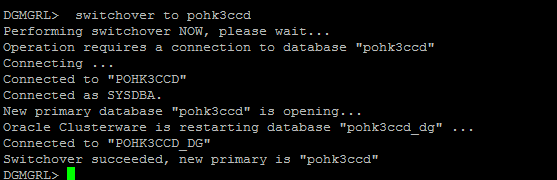 DGMGRL>  switchover to pohk3ccd
Performing switchover NOW, please wait...
Operation requires a connection to database "pohk3ccd"
Connecting ...
Connected to "POHK3CCD"
Connected as SYSDBA.
New primary database "pohk3ccd" is opening...
Oracle Clusterware is restarting database "pohk3ccd_dg" ...
Connected to "POHK3CCD_DG"
Switchover succeeded, new primary is "pohk3ccd"
DGMGRL>